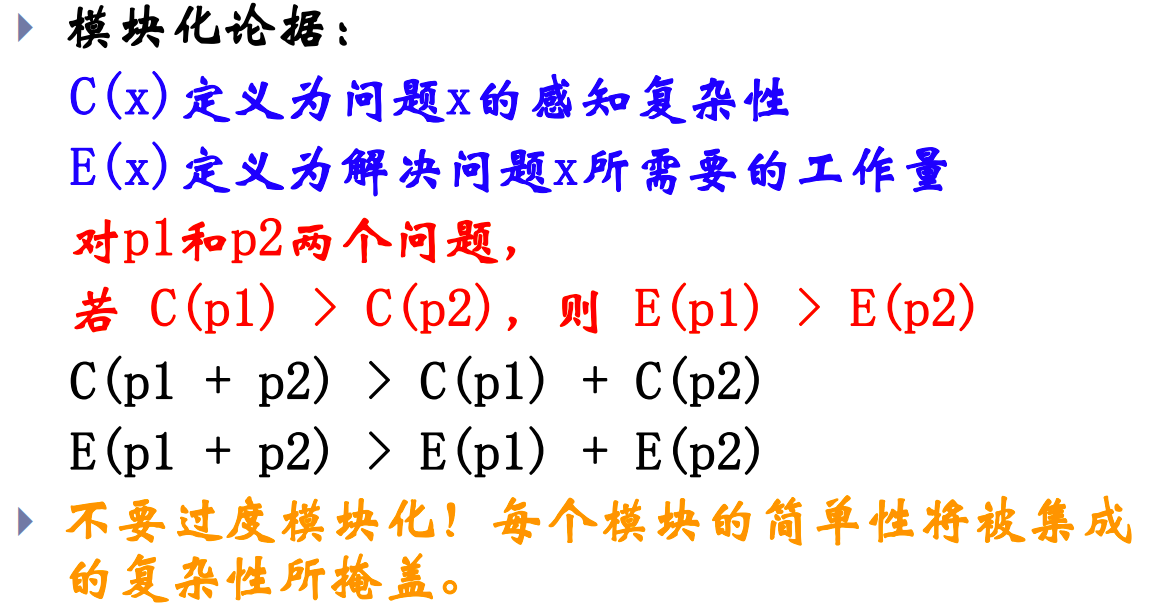 模块化论据：
C(x)定义为问题x的感知复杂性
E(x)定义为解决问题x所需要的工作量
对p1和p2两个问题，
若 C(p1) > C(p2)，则 E(p1) > E(p2)
C(p1 + p2) > C(p1) + C(p2)
E(p1 + p2) > E(p1) + E(p2)
不要过度模块化！每个模块的简单性将被集成
的复杂性所掩盖。